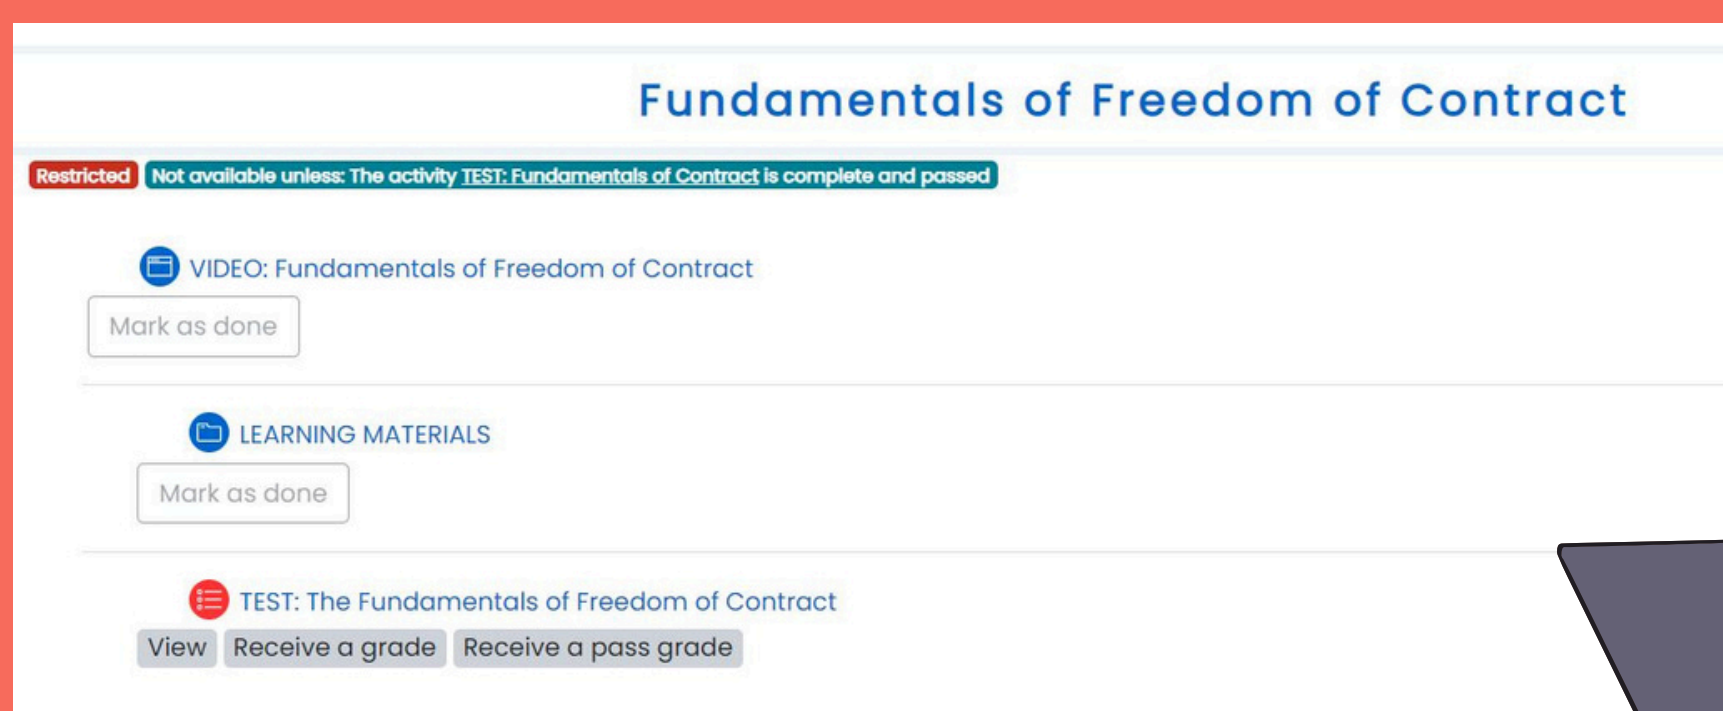 Fundamentals of Freedom of Contract
Restricted Not available unless: The activity TEST: Fundamentals of Contract is complete and passed
VIDEO: Fundamentals of Freedom of Contract
Mark as done
LEARNING MATERIALS
Mark as done
TEST: The Fundamentals of Freedom of Contract
View Receive a grade Receive a pass grade